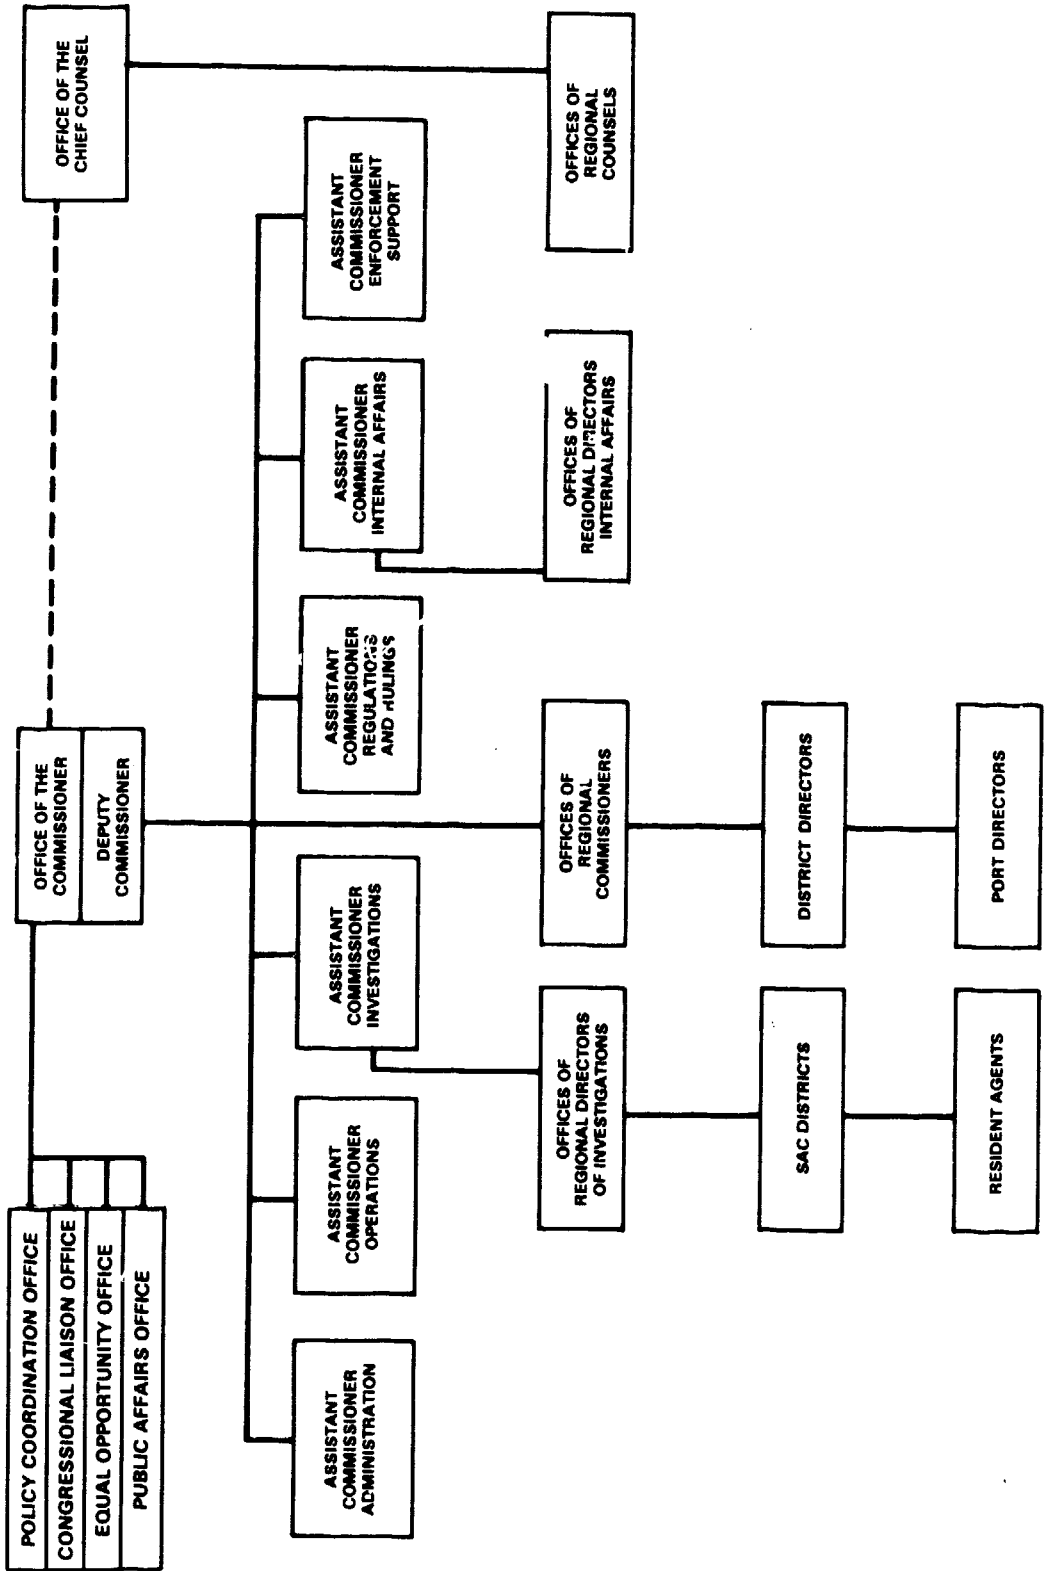 POLICY COORDINATION OFFICE
CONGRESSIONAL LIAISON OFFICE
EQUAL OPPORTUNITY OFFICE
PUBLIC AFFAIRS OFFICE
OFFICE OF THE
COMMISSIONER
DEPUTY
COMMISSIONER
OFFICE OF THE
CHIEF COUNSEL
ASSISTANT
COMMISSIONER
ADMINISTRATION
ASSISTANT
COMMISSIONER
OPERATIONS
ASSISTANT
COMMISSIONER
INVESTIGATIONS
ASSISTANT
COMMISSIONER
REGULATIONS
AND RULINGS
ASSISTANT
COMMISSIONER
INTERNAL AFFAIRS
ASSISTANT
COMMISSIONER
ENFORCEMENT
SUPPORT
OFFICES OF
REGIONAL DIRECTORS
OF INVESTIGATIONS
OFFICES OF
REGIONAL
COMMISSIONERS
OFFICES OF
REGIONAL DIRECTORS
INTERNAL AFFAIRS
OFFICES OF
REGIONAL
COUNSELS
SAC DISTRICTS
DISTRICT DIRECTORS
RESIDENT AGENTS
PORT DIRECTORS